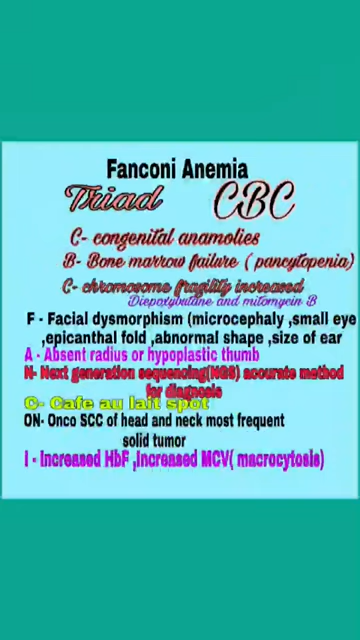 Fanconi Anemia
Triad CBC
C- congenital anamolies
B- Bone marrow failure ( pancytopenia)
C- chromosome fragility increased
Diepoxybutane and mitomycin B
F - Facial dysmorphism (microcephaly ,small eye
,epicanthal fold ,abnormal shape ,size of ear
A - Absent radius or hypoplastic thumb
N- Next generation sequencing(NGS) accurate method
for diagnosis
C- Cafe au lait spot
ON- Onco SCC of head and neck most frequent
solid tumor
I - Increased HbF ,Increased MCV( macrocytosis)